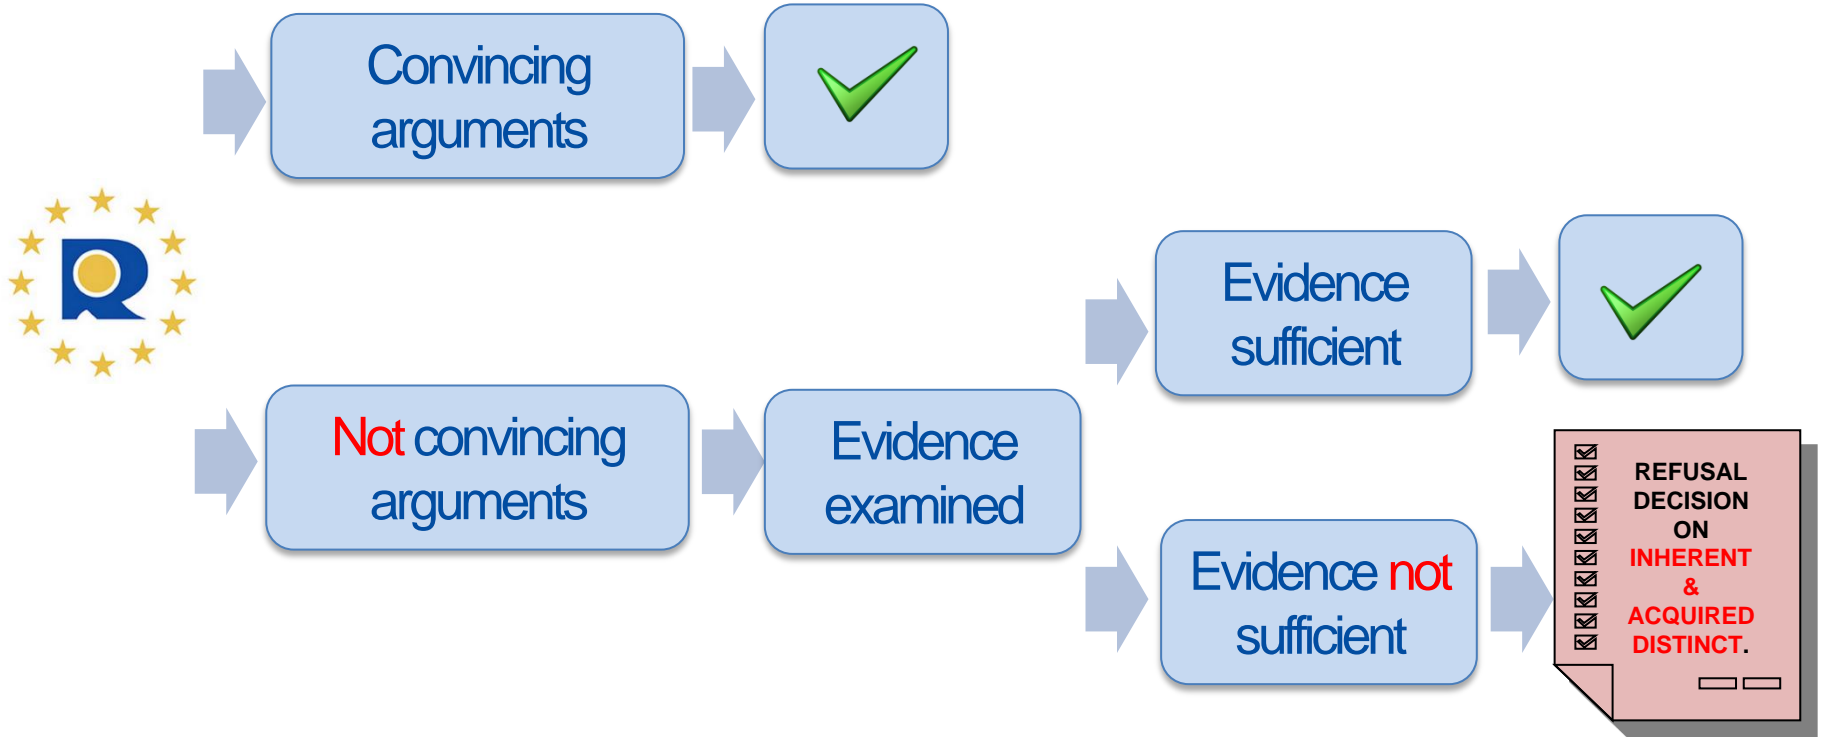 Convincing
arguments
Not convincing
arguments
Evidence
examined
Evidence
sufficient
Evidence not
sufficient
REFUSAL
DECISION
ON
INHERENT
&
ACQUIRED
DISTINCT.